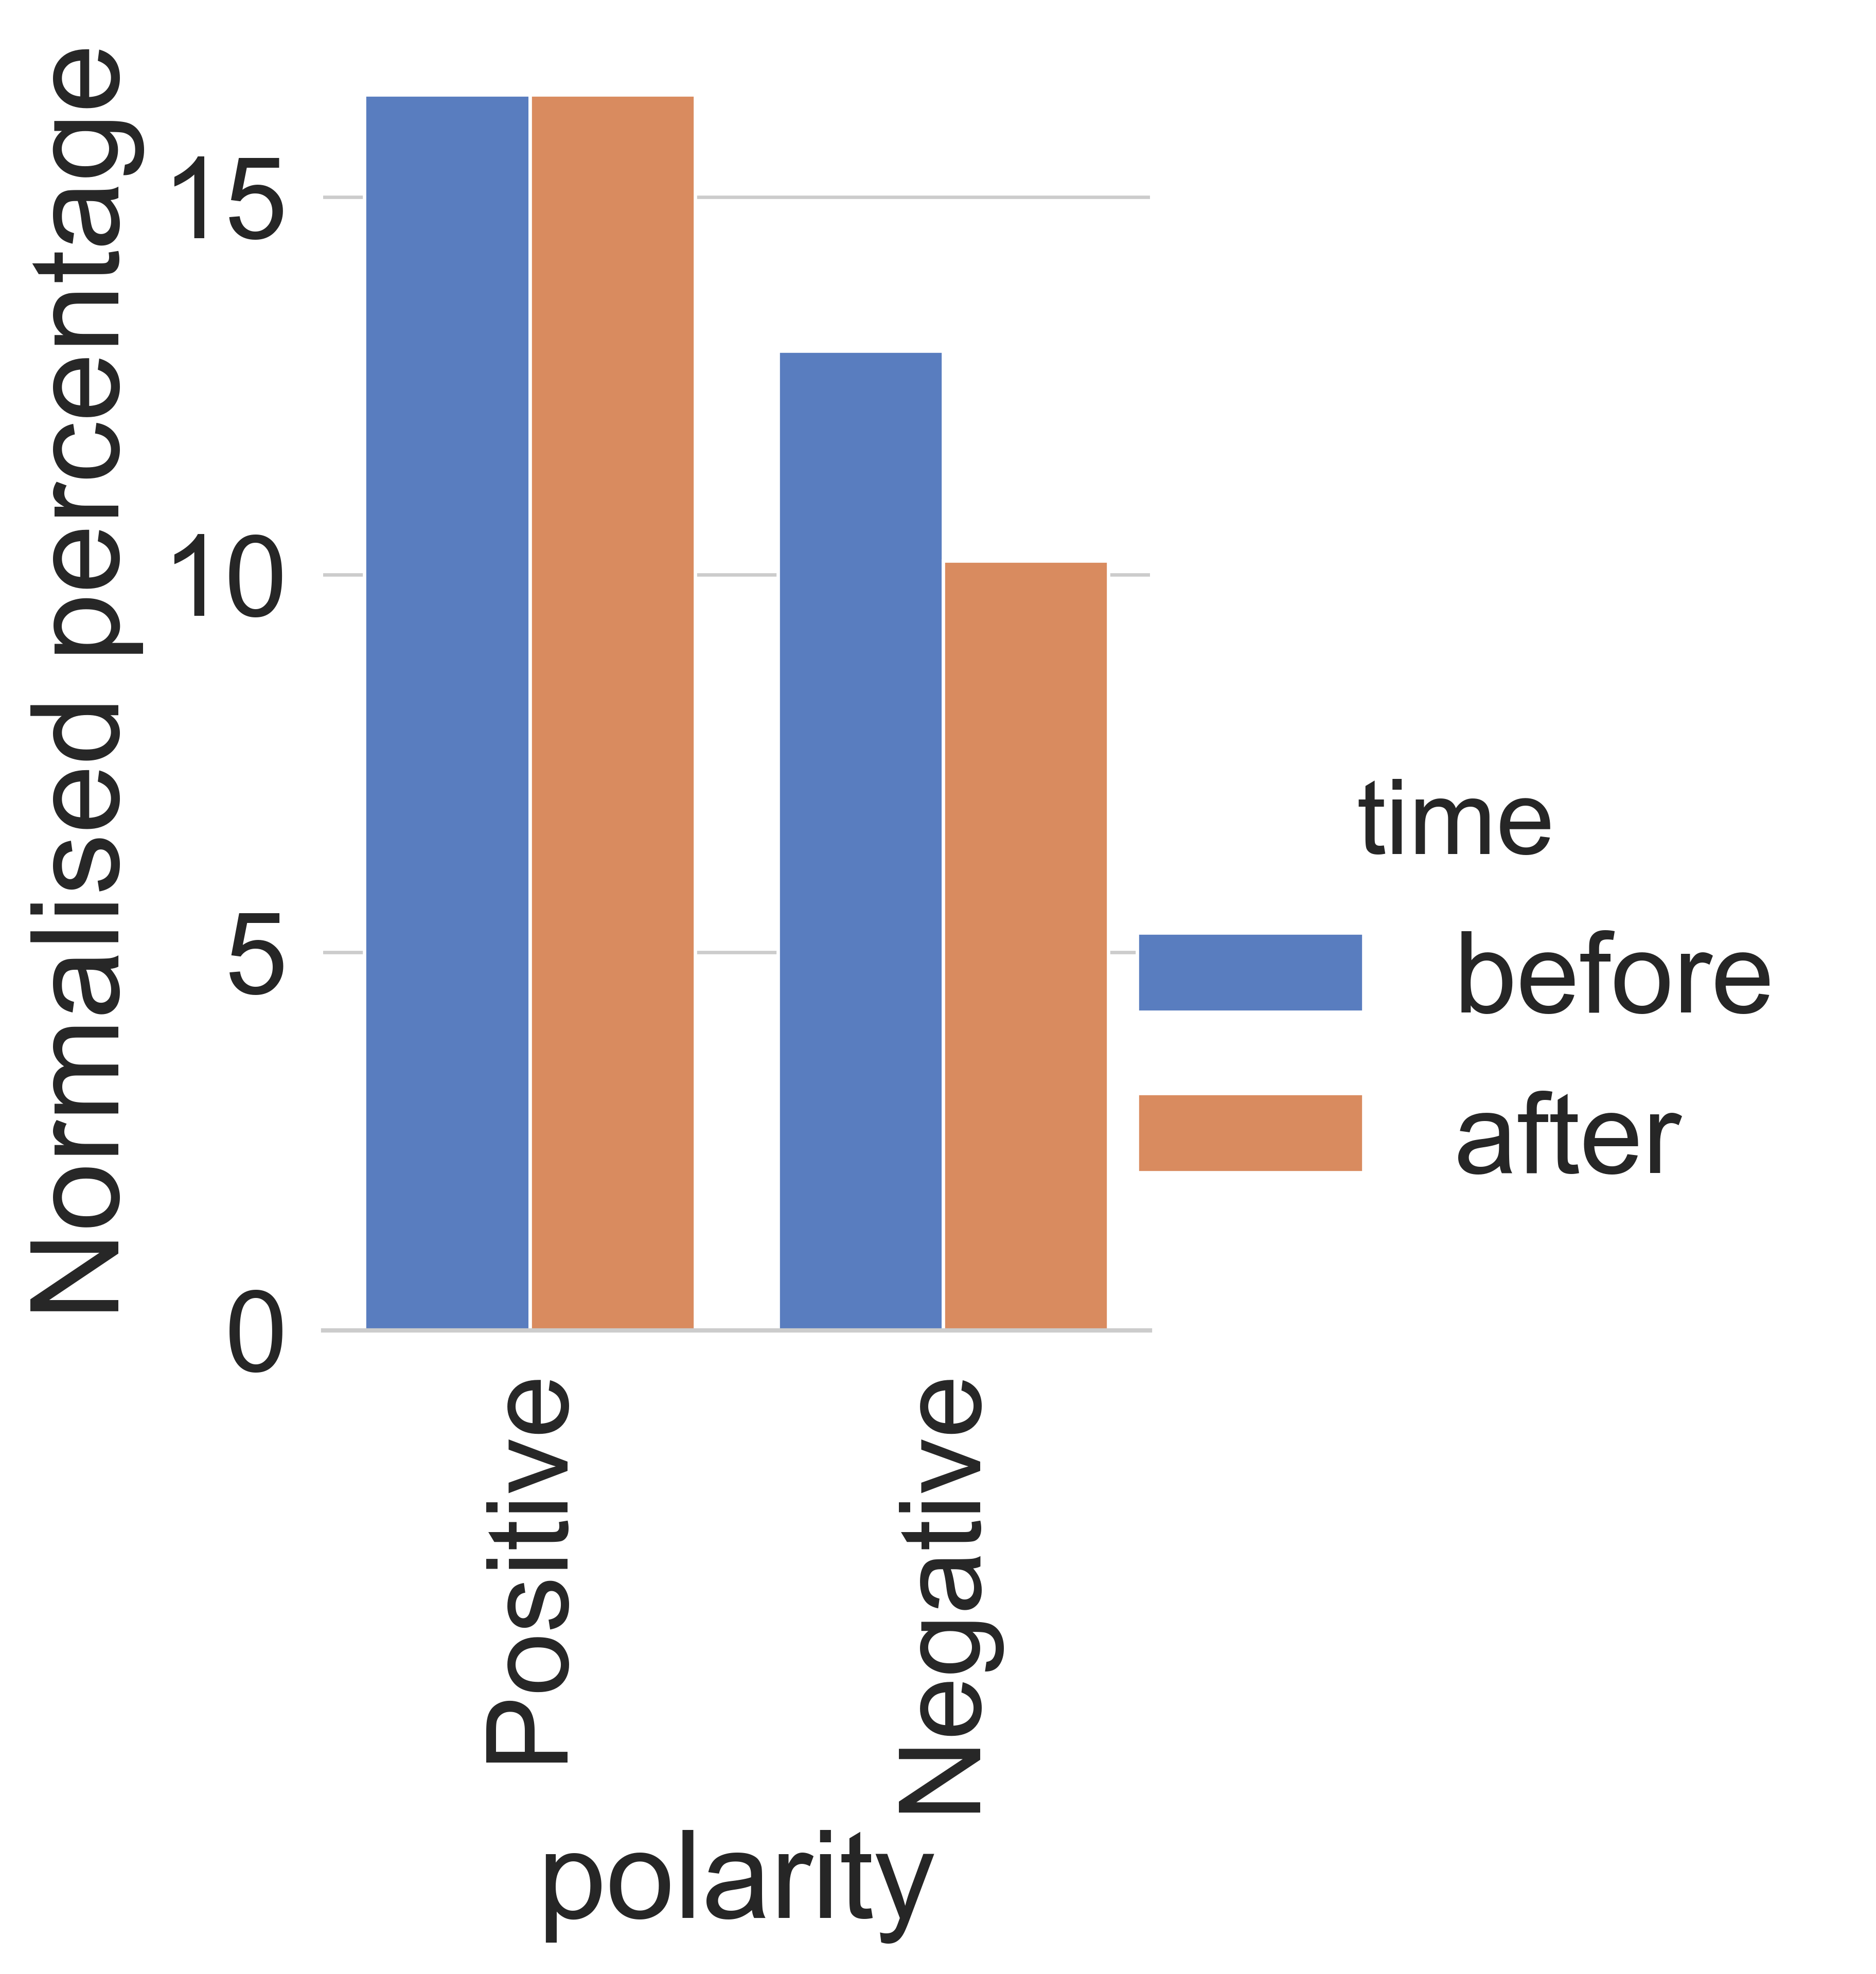 Normalised percentage
15
10
5
0
Positive
Negative
polarity
time
before
after